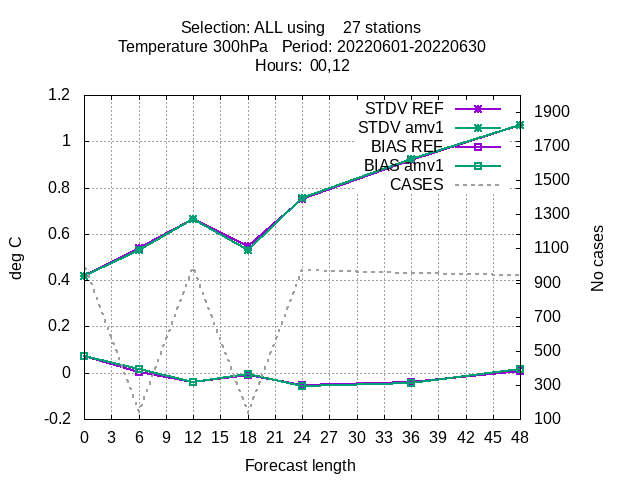 Selection: ALL using    27 stations
Temperature 300hPa   Period: 20220601-20220630
Hours:  00,12
STDV REF
STDV amv1
BIAS REF
BIAS amv1
CASES
1.2
1
0.8
0.6
0.4
0.2
0
-0.2
deg C
1900
1700
1500
1300
1100
900
700
500
300
100
No cases
0 3 6 9 12 15 18 21 24 27 30 33 36 39 42 45 48
Forecast length